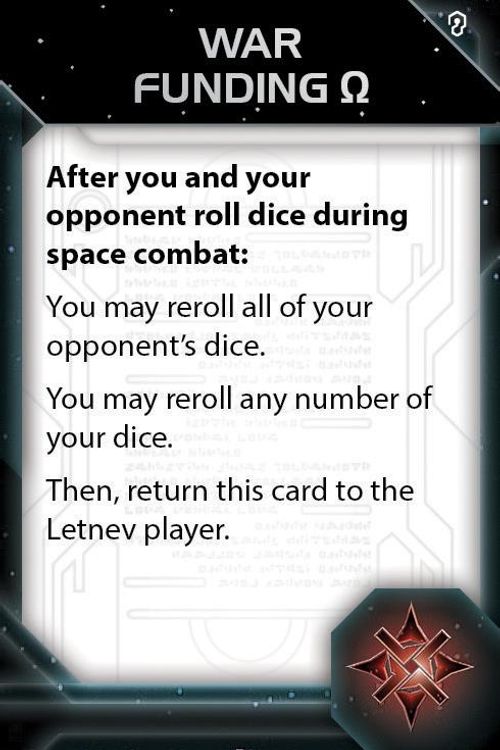 WAR
FUNDING Ω
After you and your
opponent roll dice during
space combat:
You may reroll all of your
opponent's dice.
You may reroll any number of
your dice.
Then, return this card to the
Letnev player.